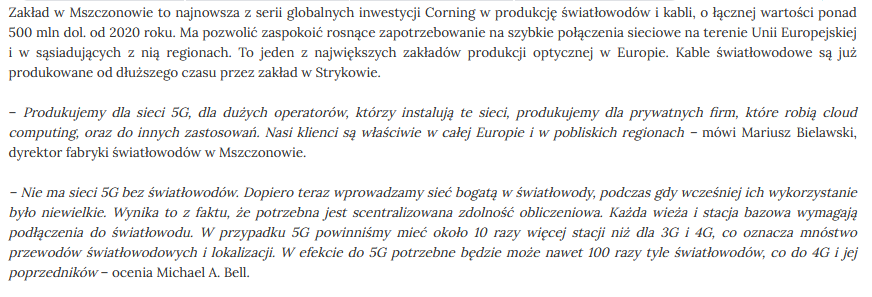 Zakład w Mszczonowie to najnowsza z serii globalnych inwestycji Corning w produkcję światłowodów i kabli, o łącznej wartości ponad
500 mln dol. od 2020 roku. Ma pozwolić zaspokoić rosnące zapotrzebowanie na szybkie połączenia sieciowe na terenie Unii Europejskiej
i w sąsiadujących z nią regionach. To jeden z największych zakładów produkcji optycznej w Europie. Kable światłowodowe są już
produkowane od dłuższego czasu przez zakład w Strykowie.
– Produkujemy dla sieci 5G, dla dużych operatorów, którzy instalują te sieci, produkujemy dla prywatnych firm, które robią cloud
computing, oraz do innych zastosowań. Nasi klienci są właściwie w całej Europie i w pobliskich regionach – mówi Mariusz Bielawski,
dyrektor fabryki światłowodów w Mszczonowie.
– Nie ma sieci 5G bez światłowodów. Dopiero teraz wprowadzamy sieć bogatą w światłowody, podczas gdy wcześniej ich wykorzystanie
było niewielkie. Wynika to z faktu, że potrzebna jest scentralizowana zdolność obliczeniowa. Każda wieża i stacja bazowa wymagają
podłączenia do światłowodu. W przypadku 5G powinniśmy mieć około 10 razy więcej stacji niż dla 3G i 4G, co oznacza mnóstwo
przewodów światłowodowych i lokalizacji. W efekcie do 5G potrzebne będzie może nawet 100 razy tyle światłowodów, co do 4G i jej
poprzedników – ocenia Michael A. Bell.